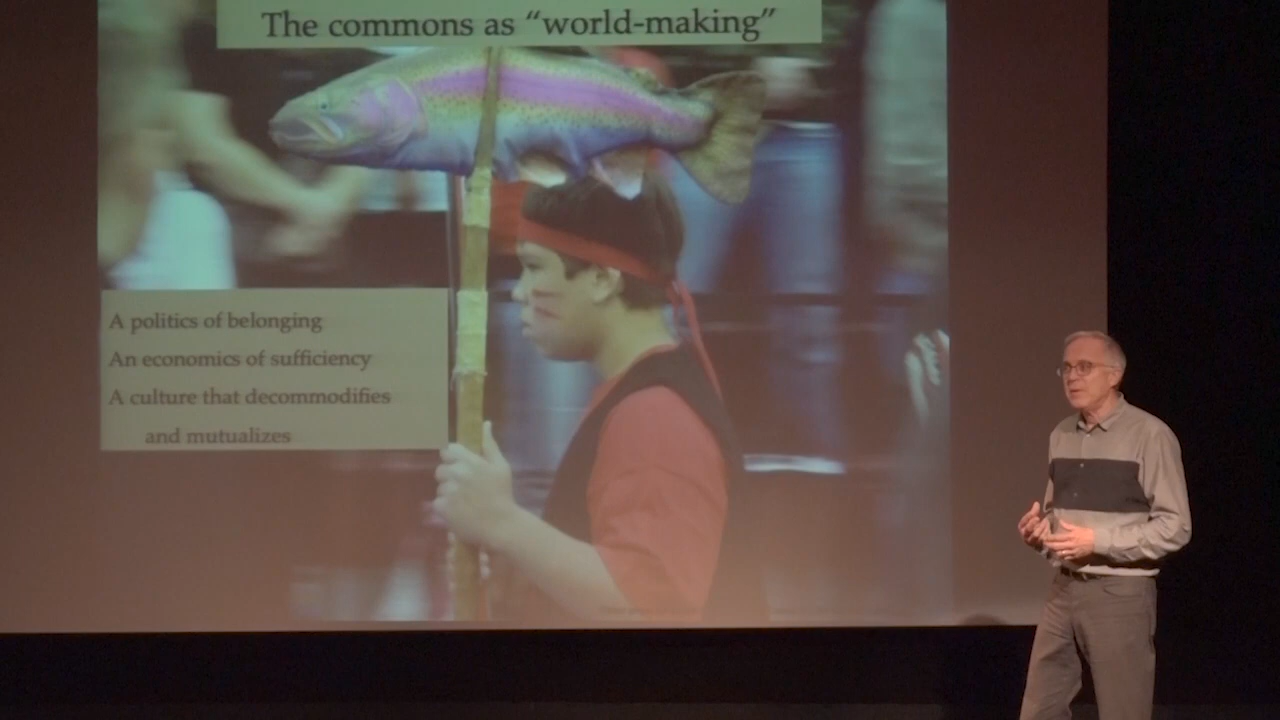 The commons as “world-making”
A politics of belonging
An economics of sufficiency
A culture that decommodifies
and mutualizes